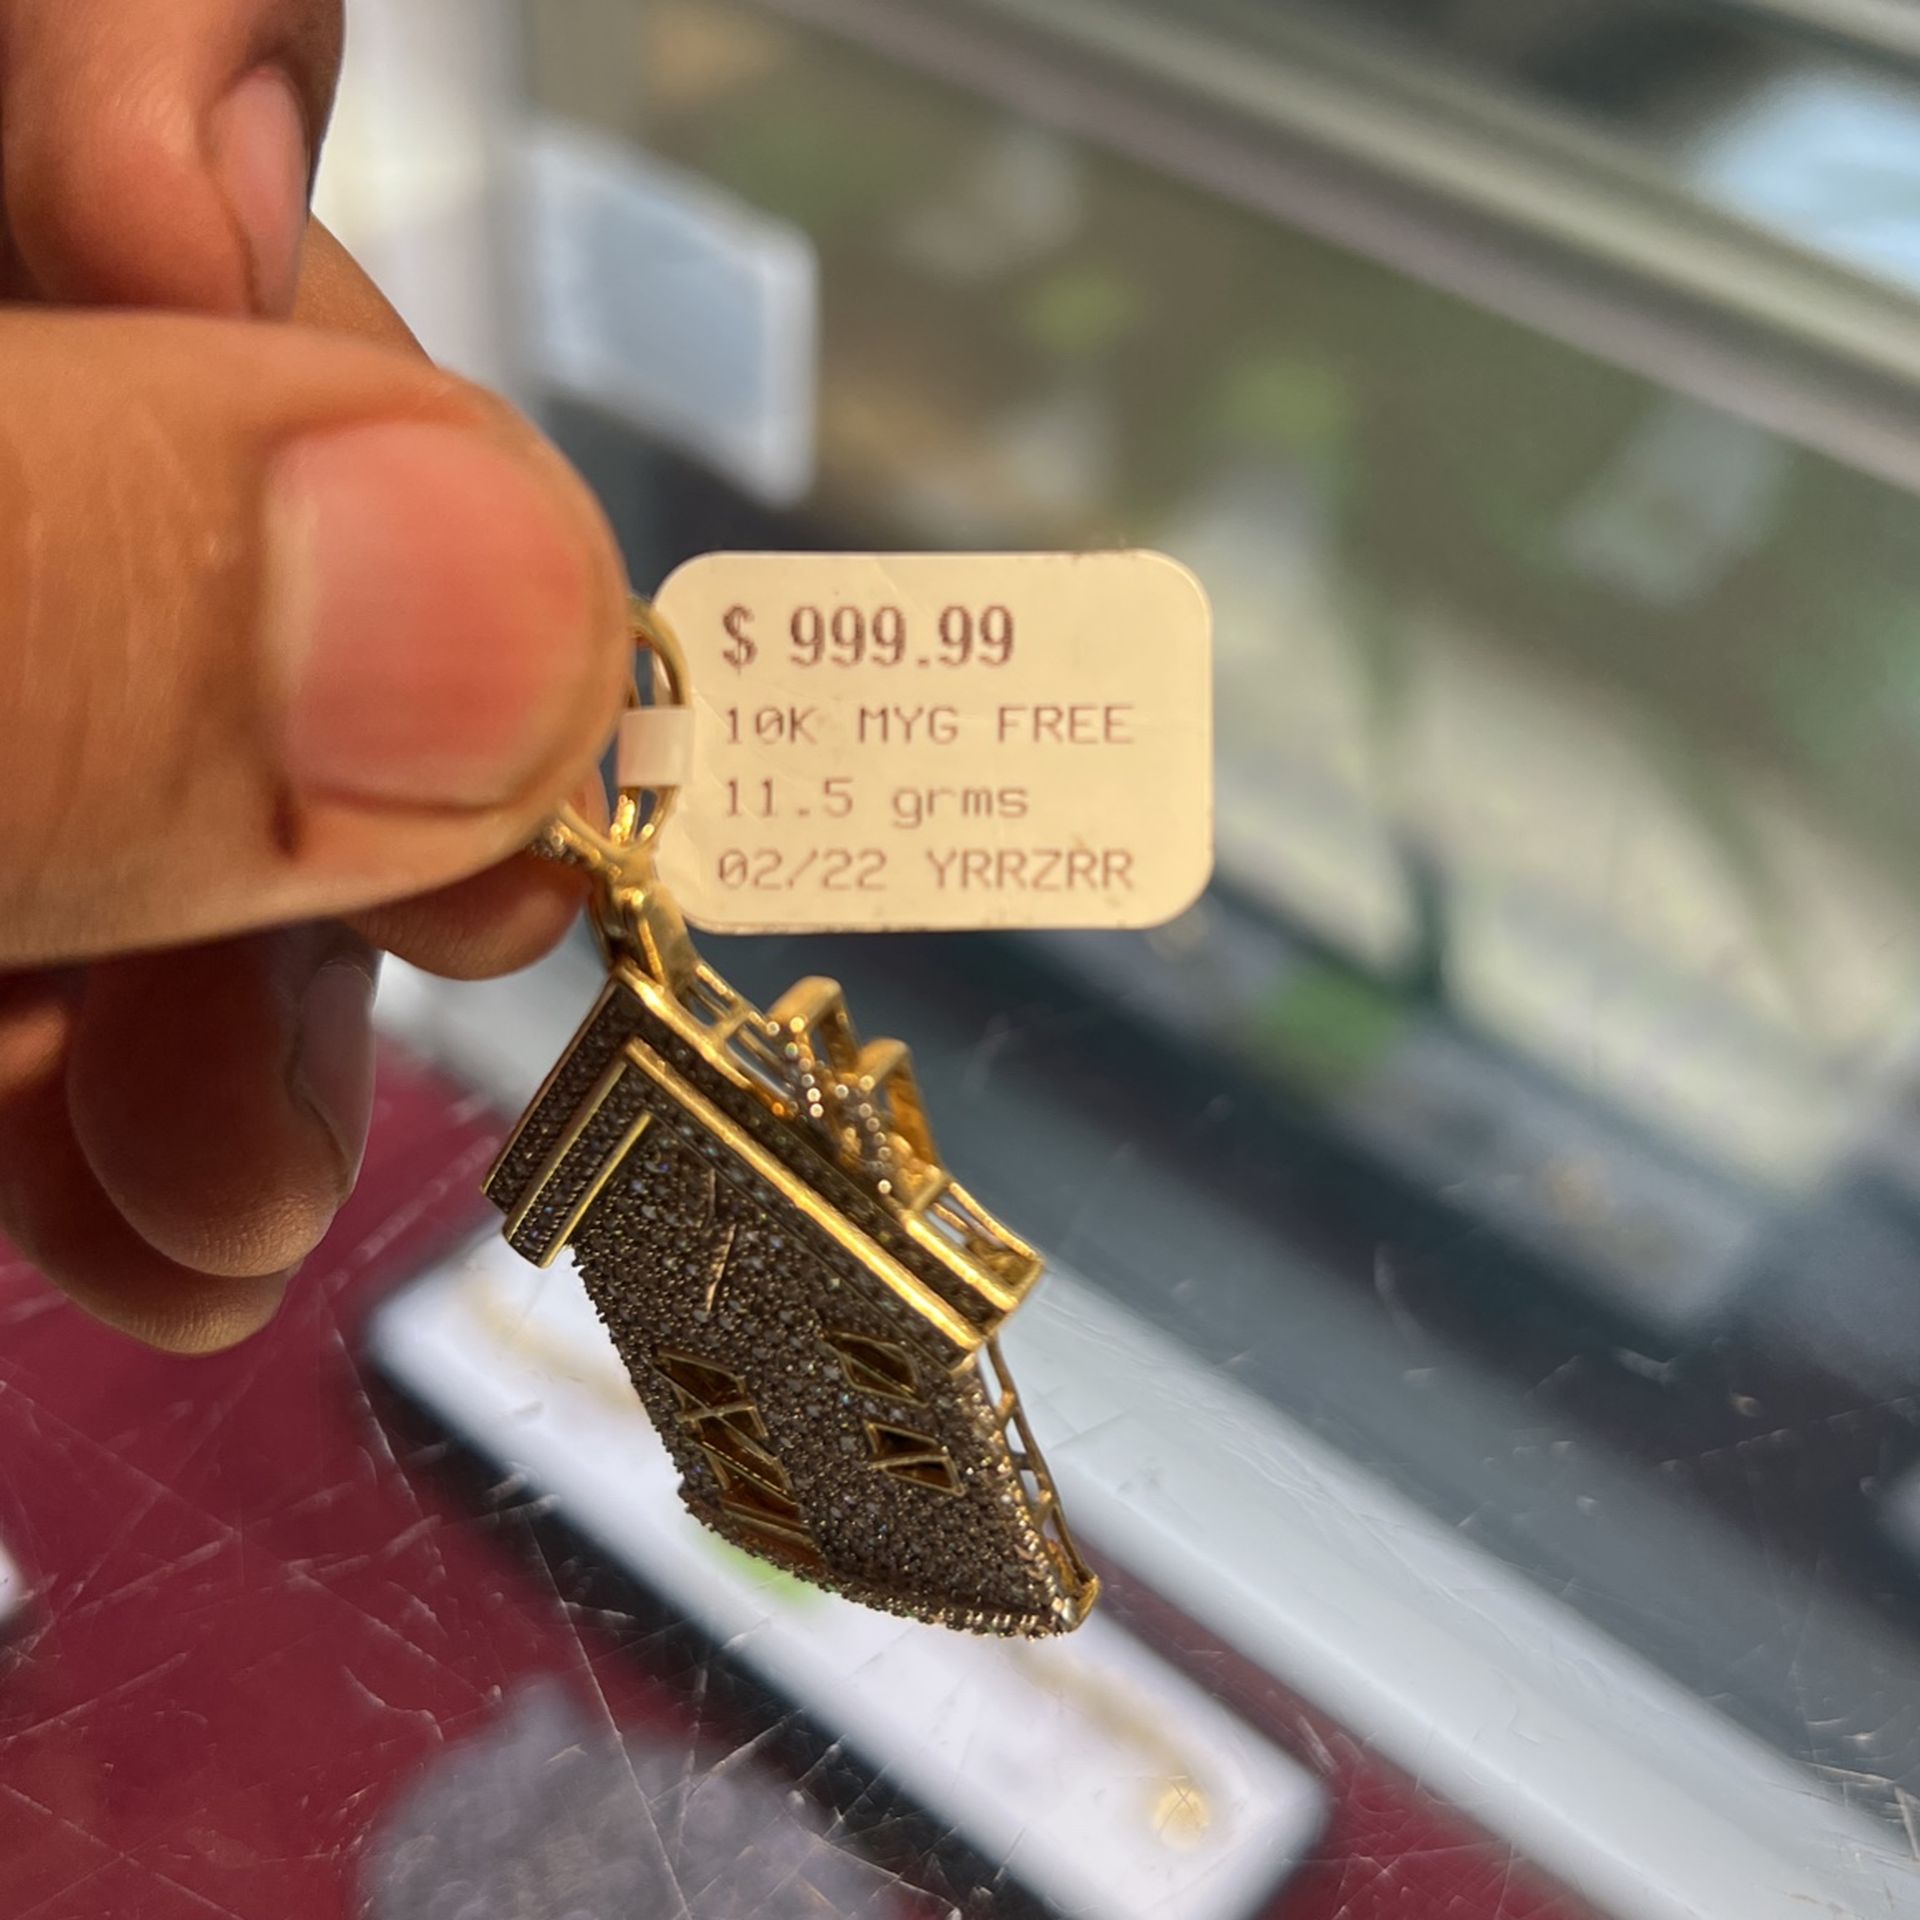 $ 999.99
10K MYG FREE
11.5 grms
02/22 YRRZRR